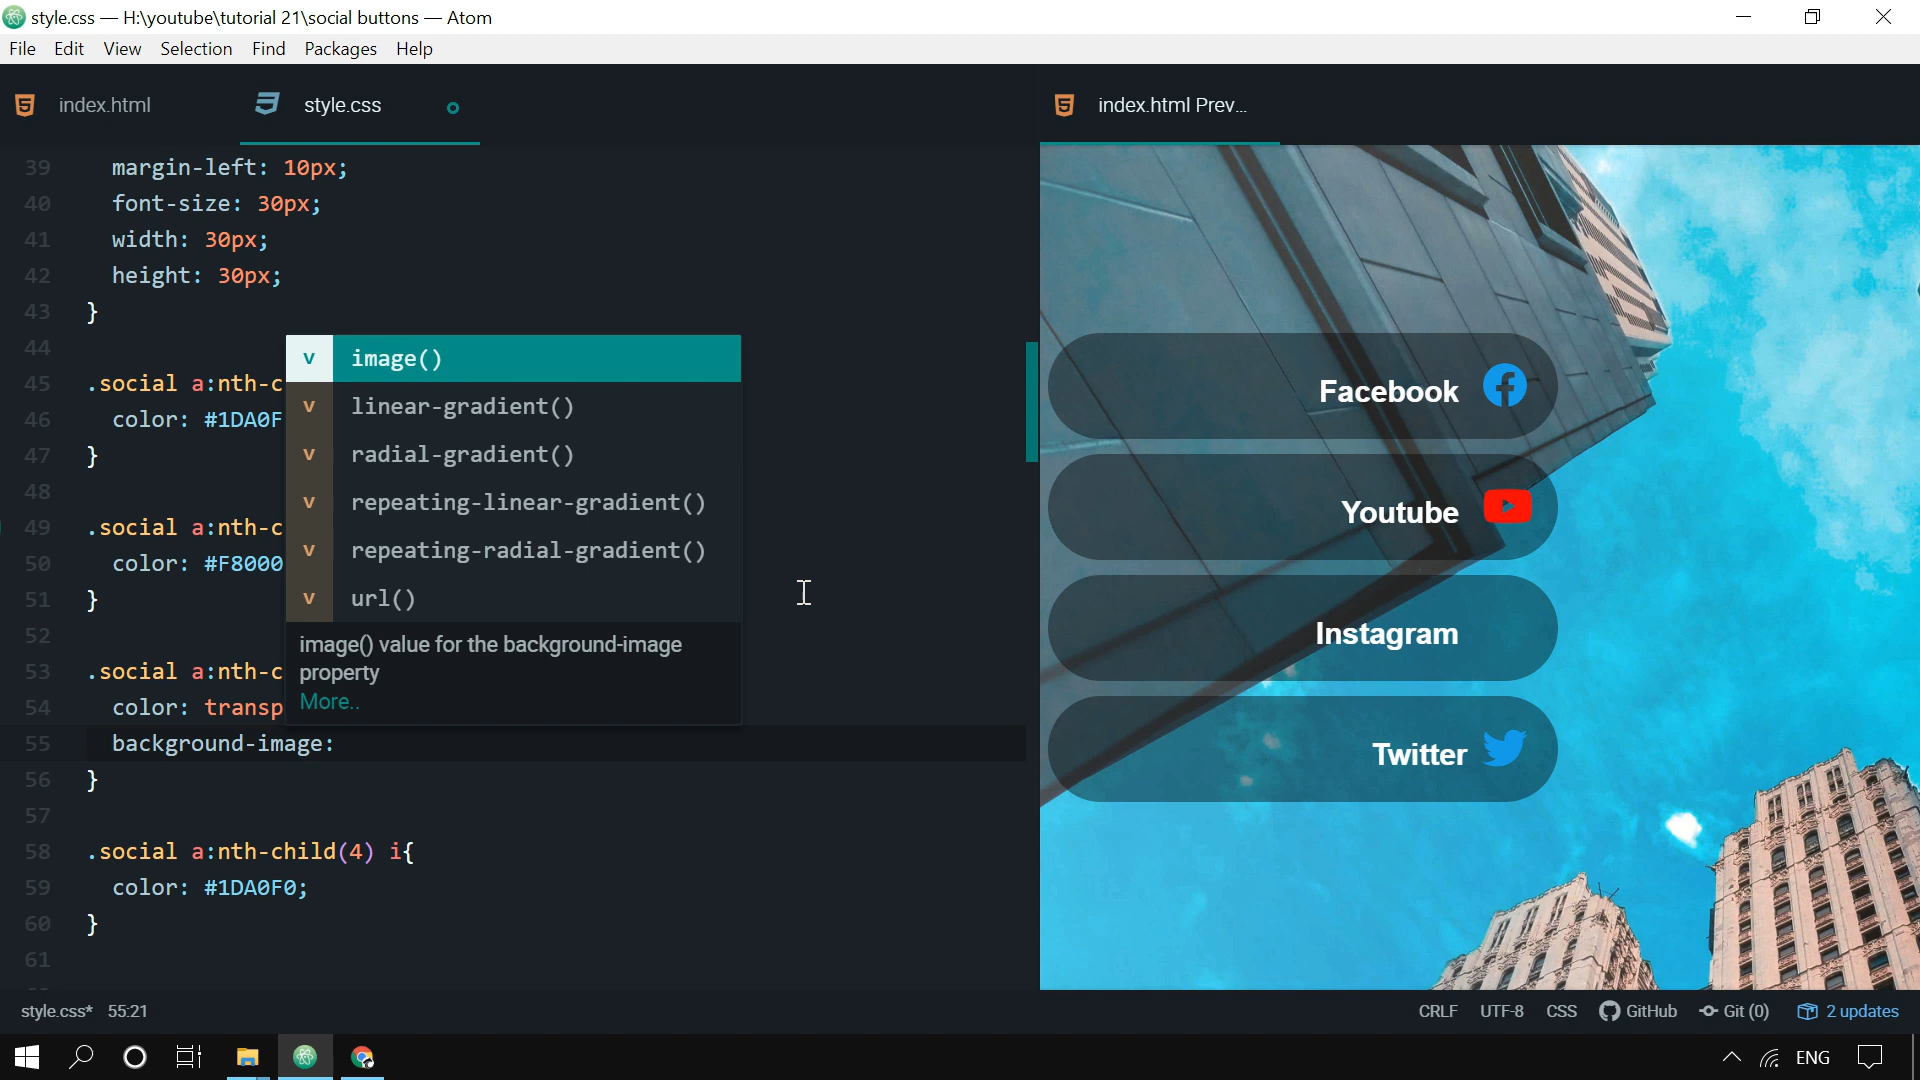 style.css — H:\youtube\tutorial 21\social buttons — Atom
File Edit View Selection Find Packages Help
index.html
style.css
index.html Prev...
39 margin-left: 10px;
40 font-size: 30px;
41 width: 30px;
42 height: 30px;
43 }
44
45 .social a:nth-c
46 color: #1DA0F
47 }
48
49 .social a:nth-c
50 color: #F8000
51 }
52
53 .social a:nth-c
54 color: transp
55 background-image:
56 }
57
58 .social a:nth-child(4) i{
59 color: #1DA0F0;
60 }
61
v image()
v linear-gradient()
v radial-gradient()
v repeating-linear-gradient()
v repeating-radial-gradient()
v url()
image() value for the background-image
property
More..
Facebook
Youtube
Instagram
Twitter
style.css* 55:21
CRLF UTF-8 CSS GitHub Git (0) 2 updates
ENG